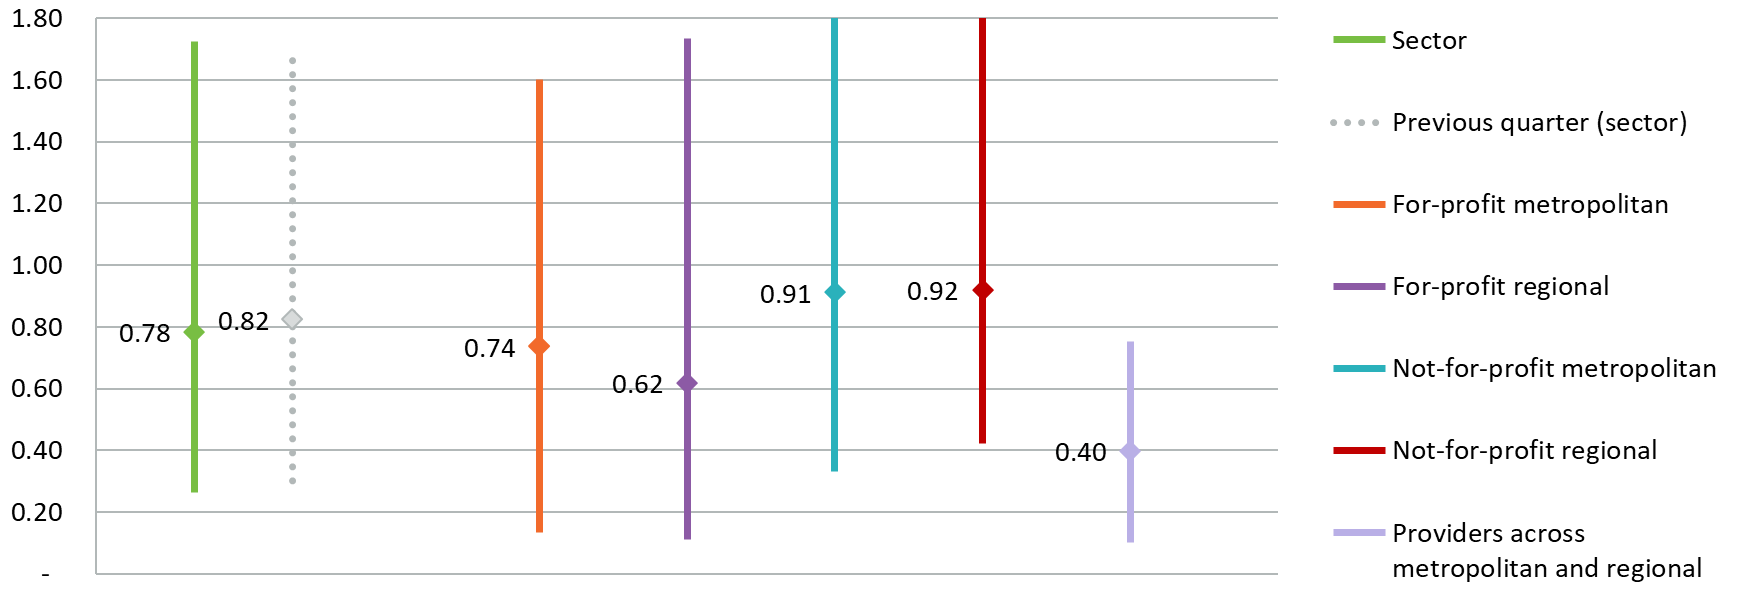 1.80
1.60
1.40
1.20
1.00
0.80
0.60
0.40
0.20
-
0.78
0.82
0.74
0.62
0.91
0.92
0.40
Sector
Previous quarter (sector)
For-profit metropolitan
For-profit regional
Not-for-profit metropolitan
Not-for-profit regional
Providers across
metropolitan and regional